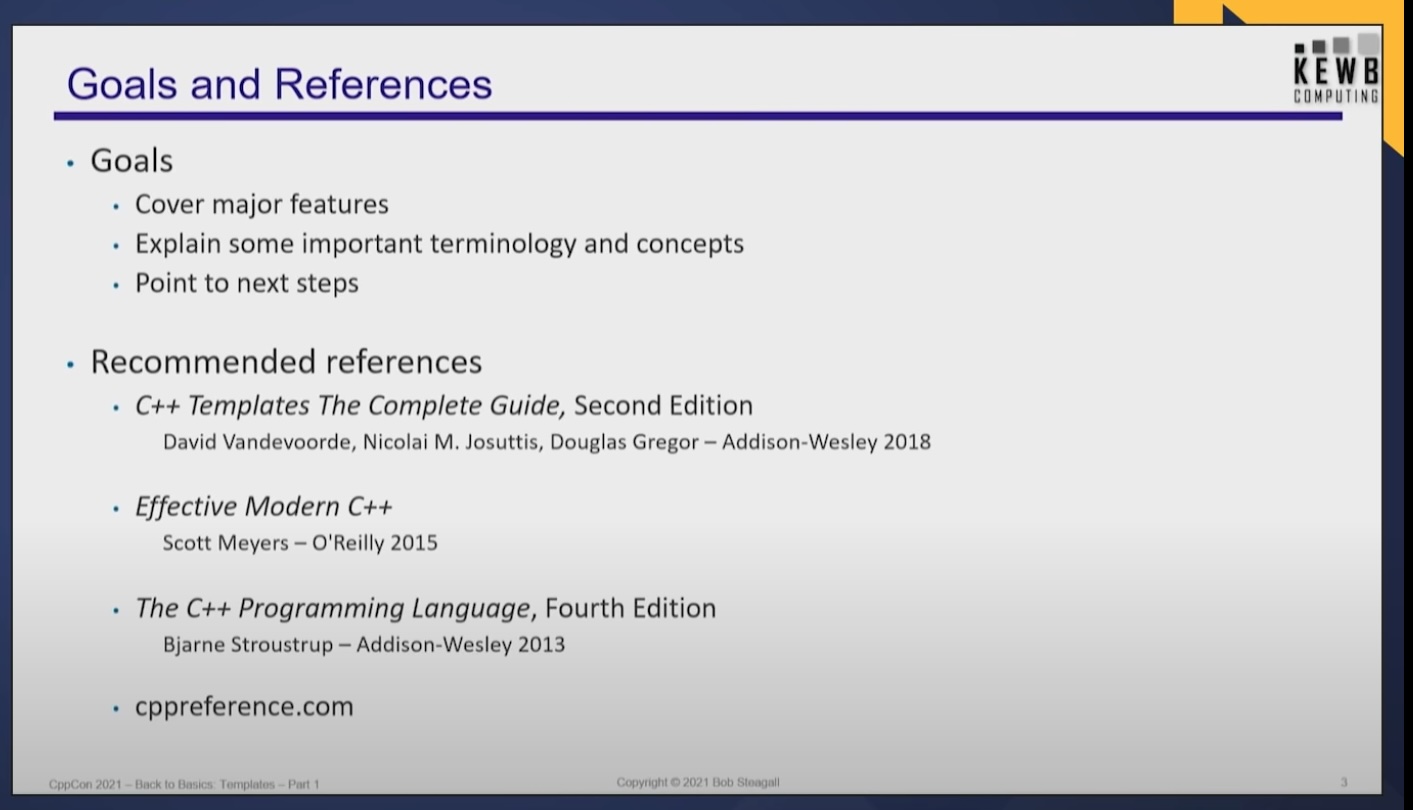 Goals and References
KEWB
COMPUTING
• Goals
• Cover major features
• Explain some important terminology and concepts
• Point to next steps
• Recommended references
• C++ Templates The Complete Guide, Second Edition
David Vandevoorde, Nicolai M. Josuttis, Douglas Gregor – Addison-Wesley 2018
• Effective Modern C++
Scott Meyers – O'Reilly 2015
• The C++ Programming Language, Fourth Edition
Bjarne Stroustrup – Addison-Wesley 2013
• cppreference.com
CppCon 2021 – Back to Basics: Templates – Part 1
Copyright © 2021 Bob Steagall
3